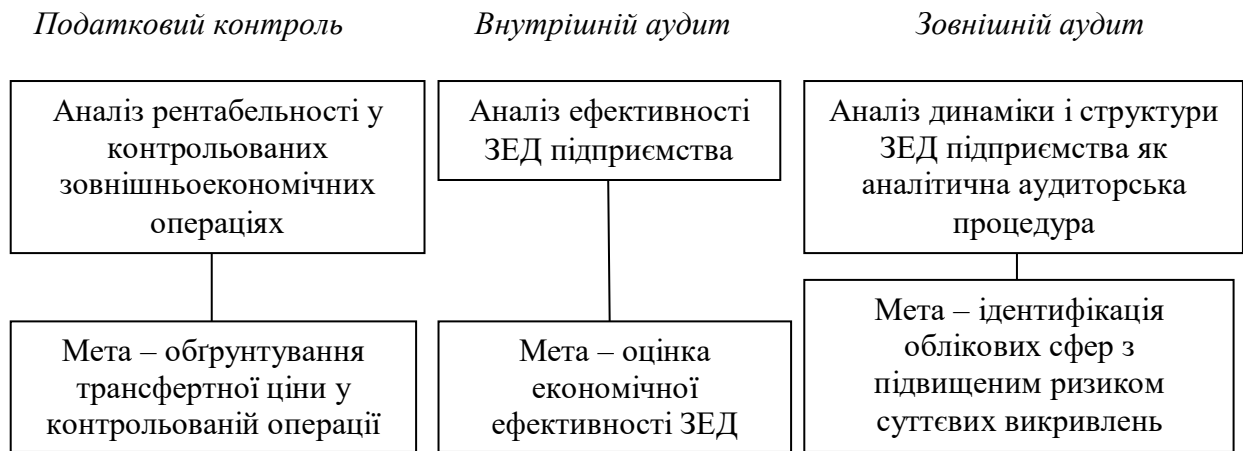 Податковий контроль
Внутрішній аудит
Зовнішній аудит
Аналіз рентабельності у
контрольованих
зовнішньоекономічних
операціях
Аналіз ефективності
ЗЕД підприємства
Аналіз динаміки і структури
ЗЕД підприємства як
аналітична аудиторська
процедура
Мета – обґрунтування
трансфертної ціни у
контрольованій операції
Мета – оцінка
економічної
ефективності ЗЕД
Мета – ідентифікація
облікових сфер з
підвищеним ризиком
суттєвих викривлень